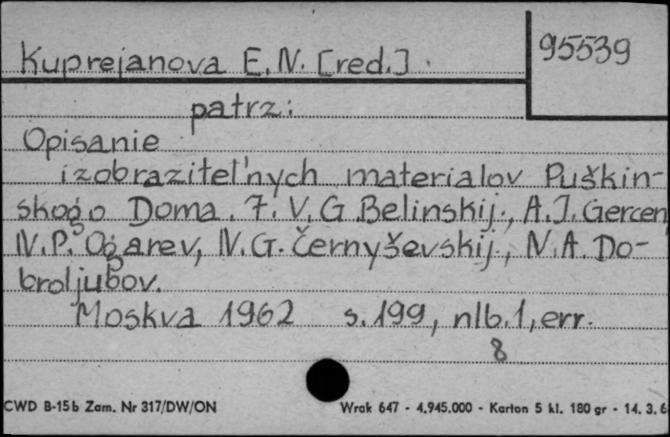 Kuprejanova E. N. [red.]
95539
patrz:
Opisanie
izobrazitel'nych materialov Puškin-
skogo Doma. 7. V. G. Belinskij., A. I. Gercen,
N. P. Ogarev, N. G. Černyševskij., N. A. Do-
broljubov.
Moskva 1962 s. 199, nlb. 1, err.
8
CWD B-15b Zam. Nr 317/DW/ON
Wrak 647 - 4.945.000 - Karton 5 kl. 180 gr - 14. 3. 6